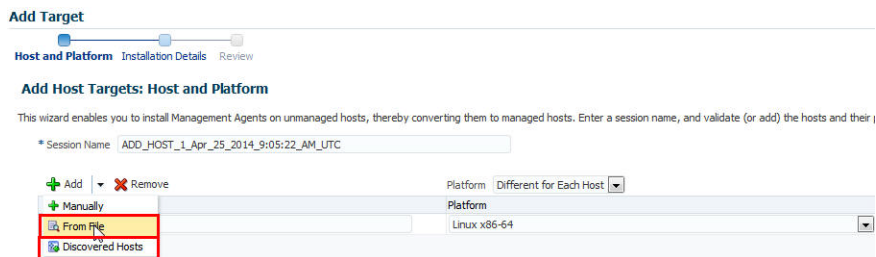 Add Target
Host and Platform Installation Details Review
Add Host Targets: Host and Platform
This wizard enables you to install Management Agents on unmanaged hosts, thereby converting them to managed hosts. Enter a session name, and validate (or add) the hosts and their
* Session Name ADD_HOST_1_Apr_25_2014_9:05:22_AM_UTC
Add Remove Platform Different for Each Host
Manually Platform
From File Linux x86-64
Discovered Hosts